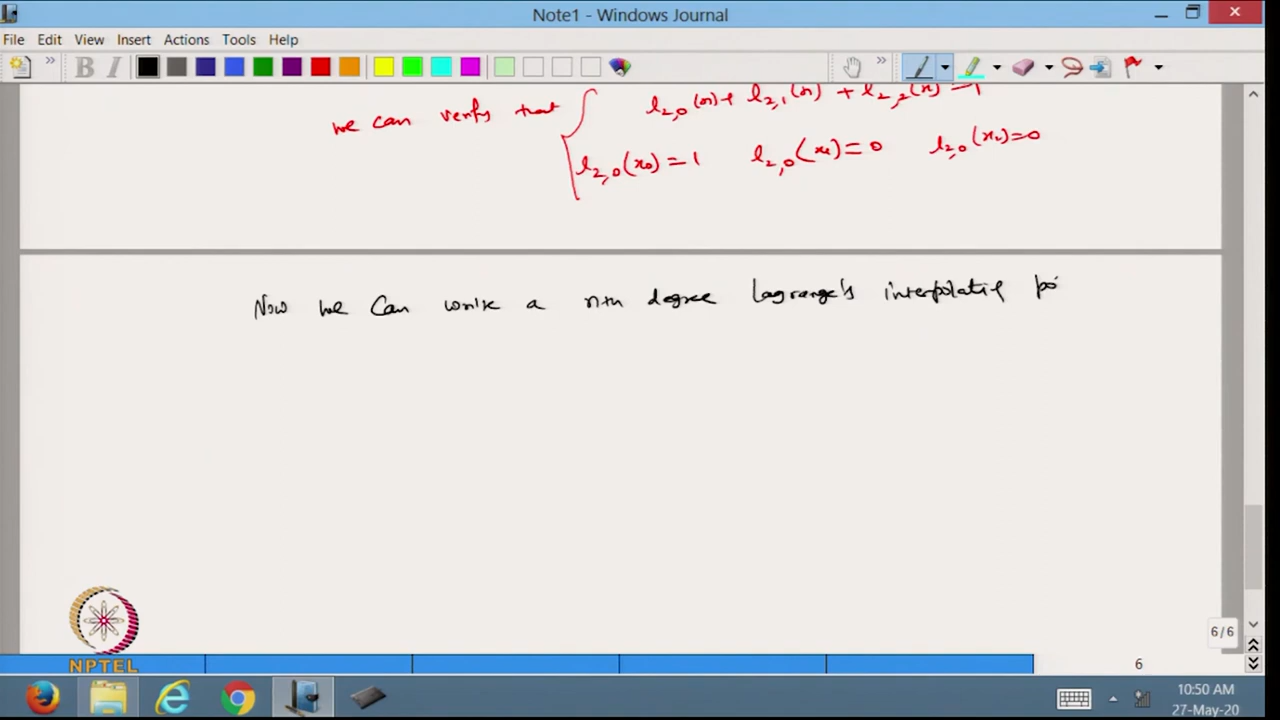 Note1 - Windows Journal
File Edit View Insert Actions Tools Help
we can verify that
l2,0(x)+ l2,1(x) + l2,2(x) = 1
l2,0(x0) = 1 l2,0(x1) = 0 l2,0(x2) = 0
Now we can write a nth degree Lagrange's interpolating po
6/6
NPTEL
6
10:50 AM
27-May-20